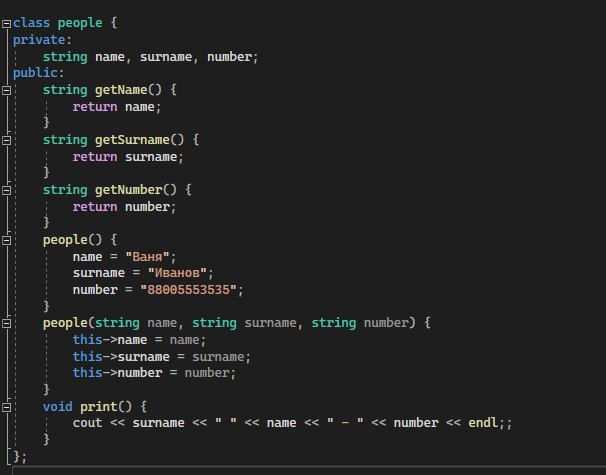 class people {
private:
    string name, surname, number;
public:
    string getName() {
        return name;
    }
    string getSurname() {
        return surname;
    }
    string getNumber() {
        return number;
    }
    people() {
        name = "Ваня";
        surname = "Иванов";
        number = "88005553535";
    }
    people(string name, string surname, string number) {
        this->name = name;
        this->surname = surname;
        this->number = number;
    }
    void print() {
        cout << surname << " " << name << " - " << number << endl;;
    }
};